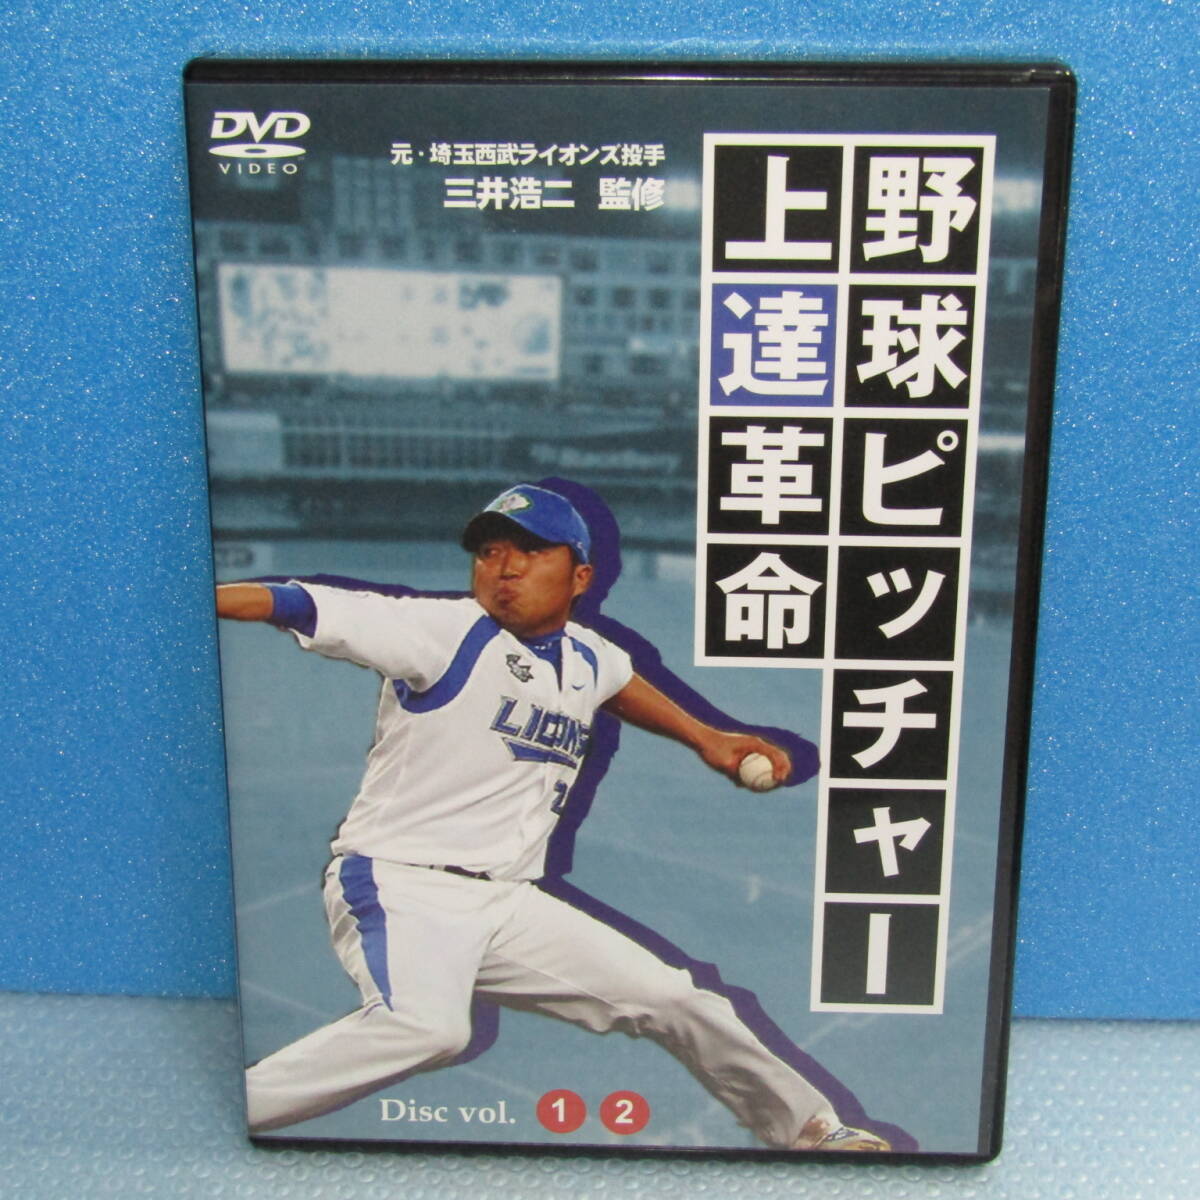 DVD
VIDEO
元・埼玉西武ライオンズ投手
三井浩二 監修
野球ピッチャー
上達革命
LIONS
2
Disc vol. 1 2